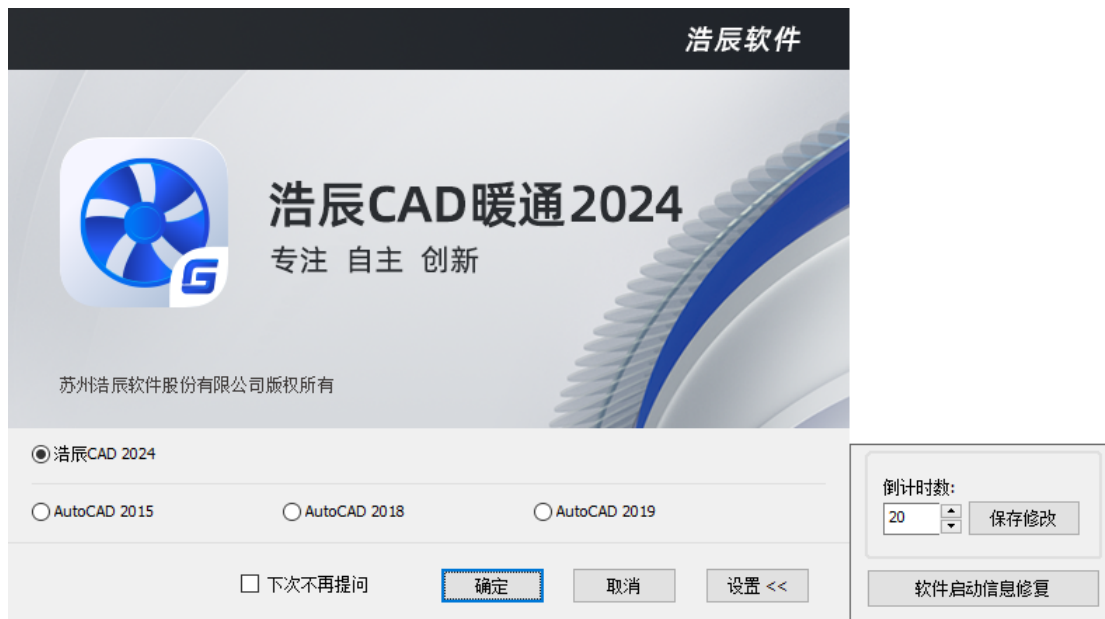 浩辰软件
浩辰CAD暖通2024
专注 自主 创新
苏州浩辰软件股份有限公司版权所有
浩辰CAD 2024
AutoCAD 2015 AutoCAD 2018 AutoCAD 2019
下次不再提问 确定 取消 设置 <<
倒计时数:
20 保存修改
软件启动信息修复